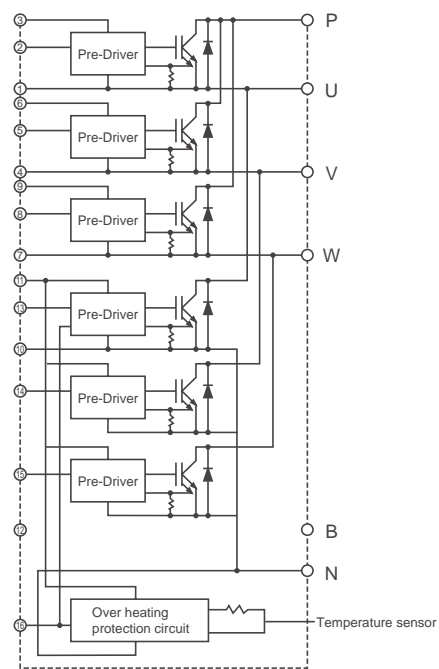 ③ P
② Pre-Driver
① U
⑥
⑤ Pre-Driver
④ V
⑨
⑧ Pre-Driver
⑦ W
⑪
⑬ Pre-Driver
⑩
⑭ Pre-Driver
⑮ Pre-Driver
⑫ B
N
⑯ Over heating
protection circuit
Temperature sensor